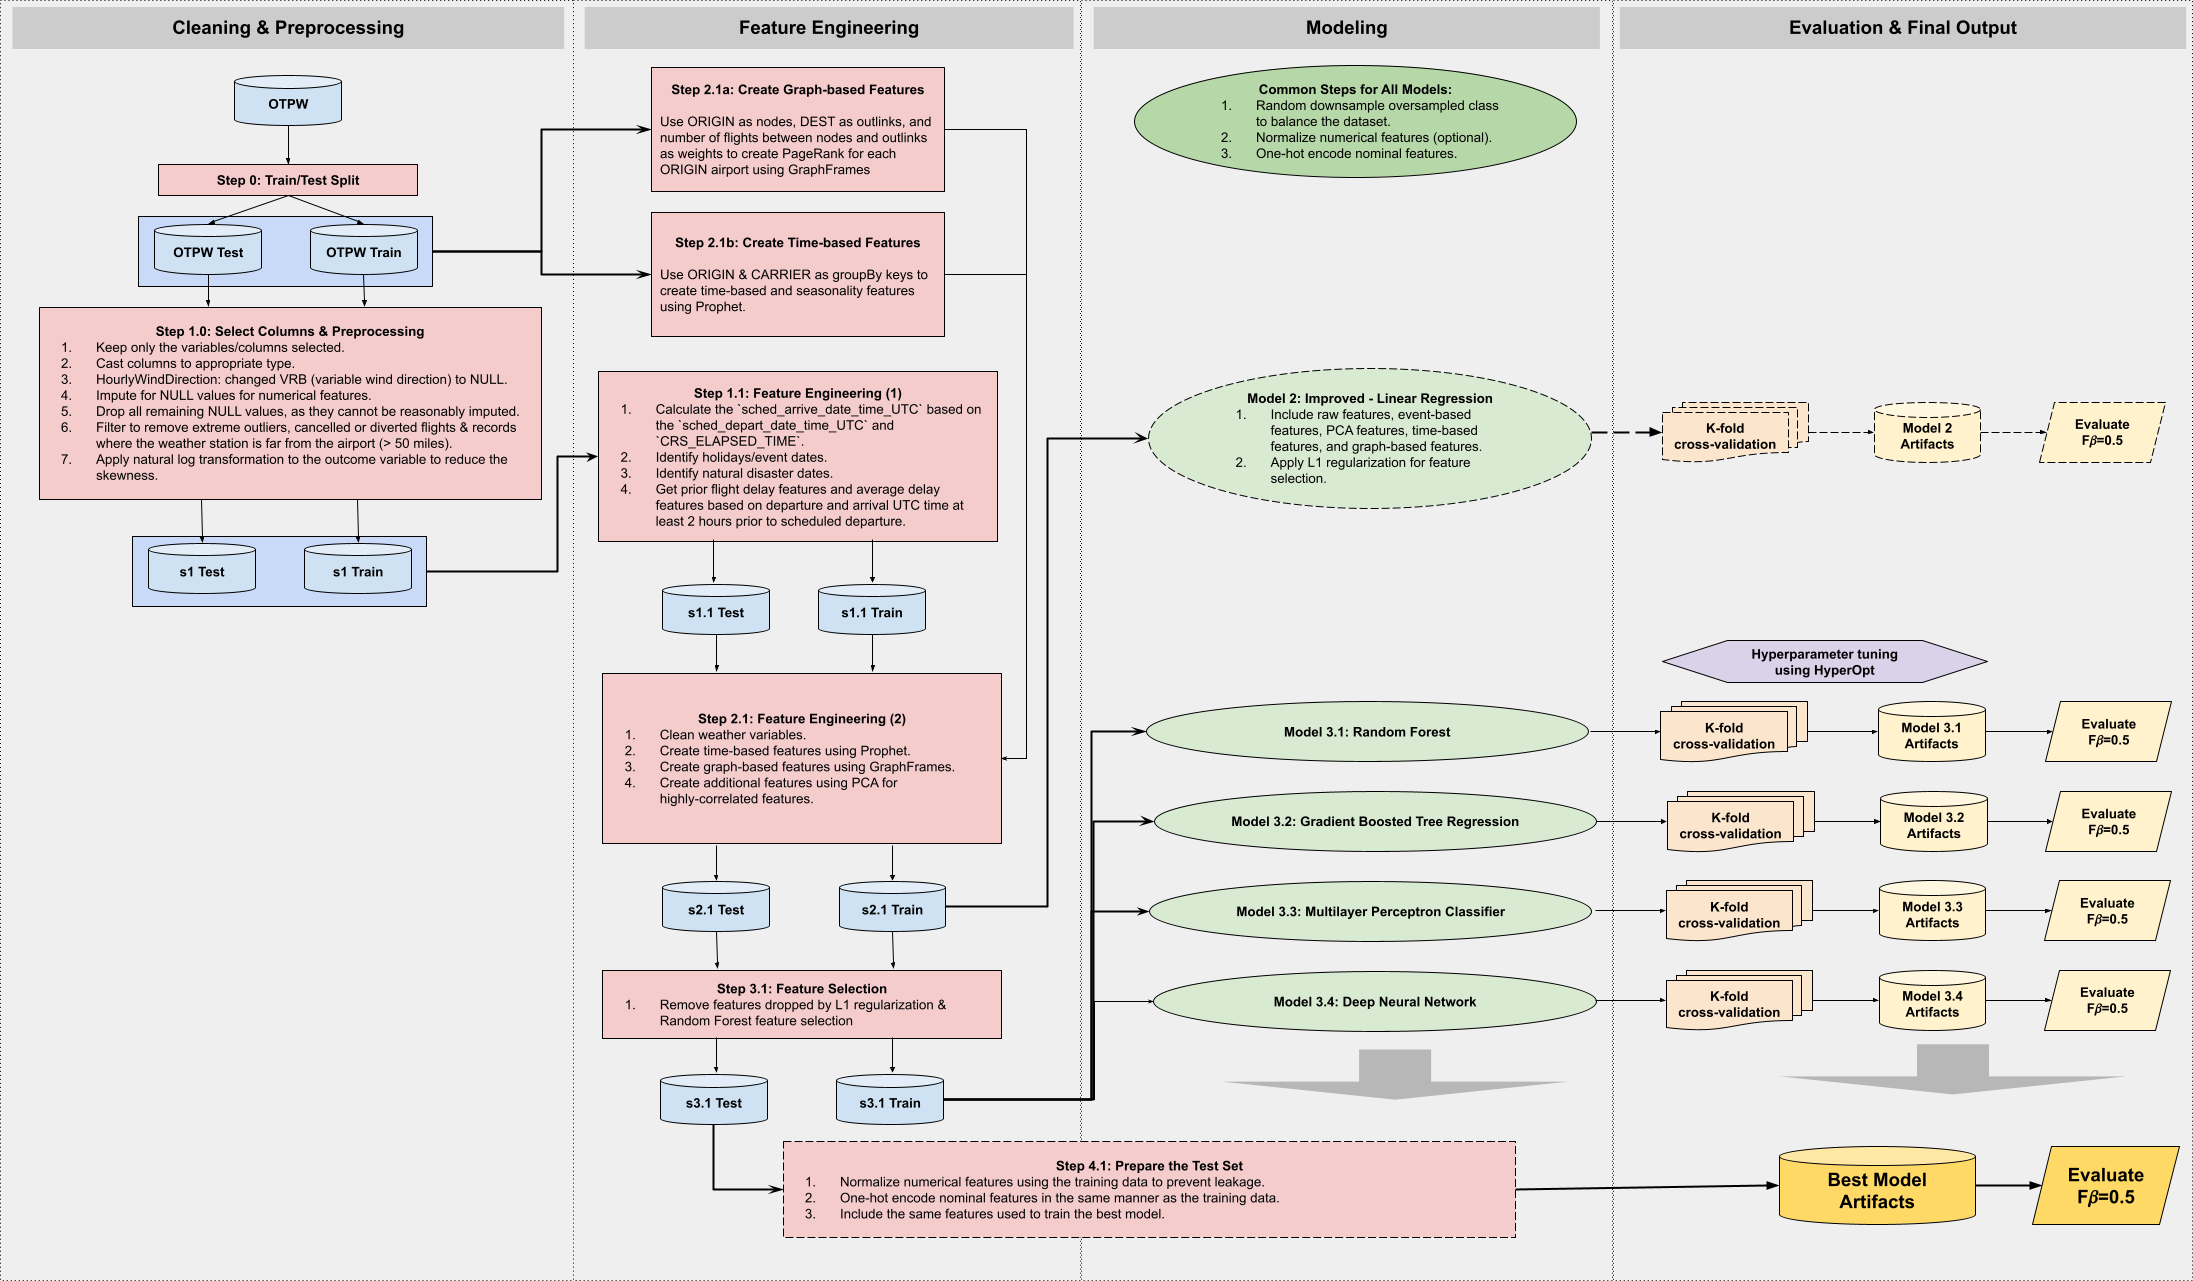 Cleaning & Preprocessing
OTPW
Step 0: Train/Test Split
OTPW Test
OTPW Train
Step 1.0: Select Columns & Preprocessing
1. Keep only the variables/columns selected.
2. Cast columns to appropriate type.
3. HourlyWindDirection: changed VRB (variable wind direction) to NULL.
4. Impute for NULL values for numerical features.
5. Drop all remaining NULL values, as they cannot be reasonably imputed.
6. Filter to remove extreme outliers, cancelled or diverted flights & records
where the weather station is far from the airport (> 50 miles).
7. Apply natural log transformation to the outcome variable to reduce the
skewness.
s1 Test
s1 Train
Feature Engineering
Step 2.1a: Create Graph-based Features
Use ORIGIN as nodes, DEST as outlinks, and
number of flights between nodes and outlinks
as weights to create PageRank for each
ORIGIN airport using GraphFrames
Step 2.1b: Create Time-based Features
Use ORIGIN & CARRIER as groupBy keys to
create time-based and seasonality features
using Prophet.
Step 1.1: Feature Engineering (1)
1. Calculate the `sched_arrive_date_time_UTC` based on
the `sched_depart_date_time_UTC` and
`CRS_ELAPSED_TIME`.
2. Identify holidays/event dates.
3. Identify natural disaster dates.
4. Get prior flight delay features and average delay
features based on departure and arrival UTC time at
least 2 hours prior to scheduled departure.
s1.1 Test
s1.1 Train
Step 2.1: Feature Engineering (2)
1. Clean weather variables.
2. Create time-based features using Prophet.
3. Create graph-based features using GraphFrames.
4. Create additional features using PCA for
highly-correlated features.
s2.1 Test
s2.1 Train
Step 3.1: Feature Selection
1. Remove features dropped by L1 regularization &
Random Forest feature selection
s3.1 Test
s3.1 Train
Step 4.1: Prepare the Test Set
1. Normalize numerical features using the training data to prevent leakage.
2. One-hot encode nominal features in the same manner as the training data.
3. Include the same features used to train the best model.
Modeling
Common Steps for All Models:
1. Random downsample oversampled class
to balance the dataset.
2. Normalize numerical features (optional).
3. One-hot encode nominal features.
Model 2: Improved - Linear Regression
1. Include raw features, event-based
features, PCA features, time-based
features, and graph-based features.
2. Apply L1 regularization for feature
selection.
Model 3.1: Random Forest
Model 3.2: Gradient Boosted Tree Regression
Model 3.3: Multilayer Perceptron Classifier
Model 3.4: Deep Neural Network
Evaluation & Final Output
K-fold
cross-validation
Model 2
Artifacts
Evaluate
Fβ=0.5
Hyperparameter tuning
using HyperOpt
K-fold
cross-validation
Model 3.1
Artifacts
Evaluate
Fβ=0.5
K-fold
cross-validation
Model 3.2
Artifacts
Evaluate
Fβ=0.5
K-fold
cross-validation
Model 3.3
Artifacts
Evaluate
Fβ=0.5
K-fold
cross-validation
Model 3.4
Artifacts
Evaluate
Fβ=0.5
Best Model
Artifacts
Evaluate
Fβ=0.5